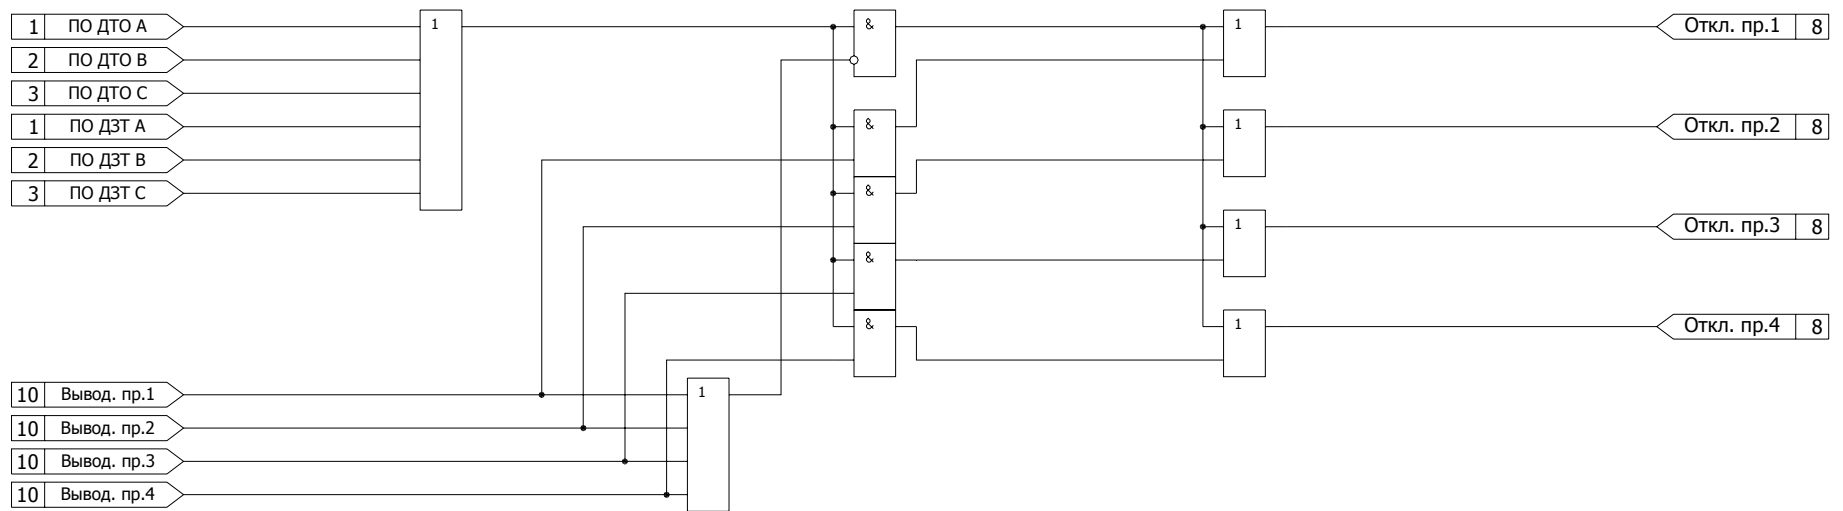 1 ПО ДТО A
2 ПО ДТО B
3 ПО ДТО C
1 ПО ДЗТ A
2 ПО ДЗТ B
3 ПО ДЗТ C
10 Вывод. пр.1
10 Вывод. пр.2
10 Вывод. пр.3
10 Вывод. пр.4
1
1
&
&
&
&
&
1
1
1
1
Откл. пр.1 8
Откл. пр.2 8
Откл. пр.3 8
Откл. пр.4 8